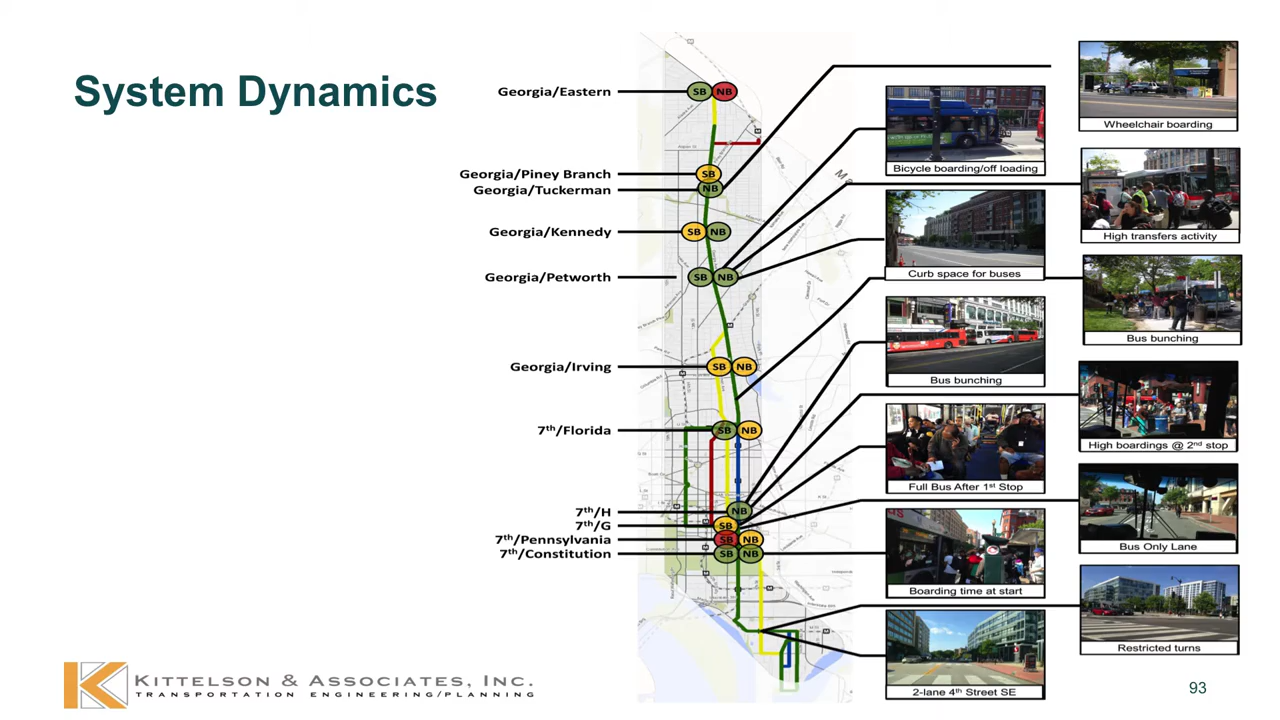 System Dynamics
Georgia/Eastern
SB NB
Georgia/Piney Branch
SB
Georgia/Tuckerman
NB
Georgia/Kennedy
SB NB
Georgia/Petworth
SB NB
Georgia/Irving
SB NB
7th/Florida
SB NB
7th/H
NB
7th/G
SB
7th/Pennsylvania
SB NB
7th/Constitution
SB NB
Wheelchair boarding
Bicycle boarding/off loading
High transfers activity
Curb space for buses
Bus bunching
Bus bunching
High boardings @ 2nd stop
Full Bus After 1st Stop
Bus Only Lane
Boarding time at start
Restricted turns
2-lane 4th Street SE
KITTELSON & ASSOCIATES, INC.
TRANSPORTATION ENGINEERING/PLANNING
93